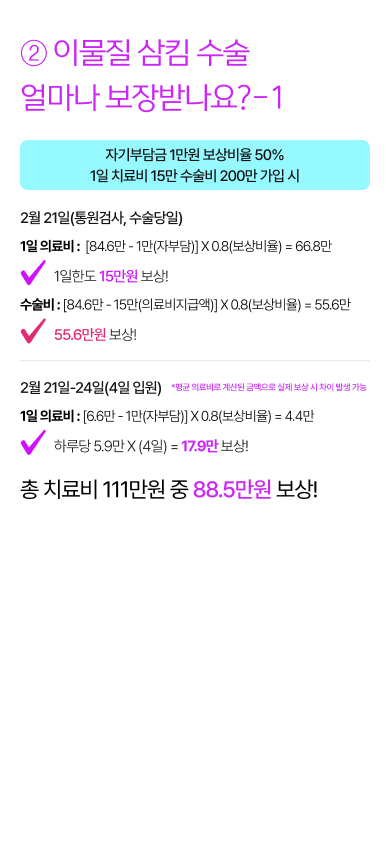 ② 이물질 삼킴 수술
얼마나 보장받나요?-1
자기부담금 1만원 보상비율 50%
1일 치료비 15만 수술비 200만 가입 시
2월 21일(통원검사, 수술당일)
1일 의료비 : [84.6만 - 1만(자부담)] X 0.8(보상비율) = 66.8만
1일한도 15만원 보상!
수술비 : [84.6만 - 15만(의료비지급액)] X 0.8(보상비율) = 55.6만
55.6만원 보상!
2월 21일-24일(4일 입원) *평균 의료비로 계산된 금액으로 실제 보상 시 차이 발생 가능
1일 의료비 : [6.6만 - 1만(자부담)] X 0.8(보상비율) = 4.4만
하루당 5.9만 X (4일) = 17.9만 보상!
총 치료비 111만원 중 88.5만원 보상!